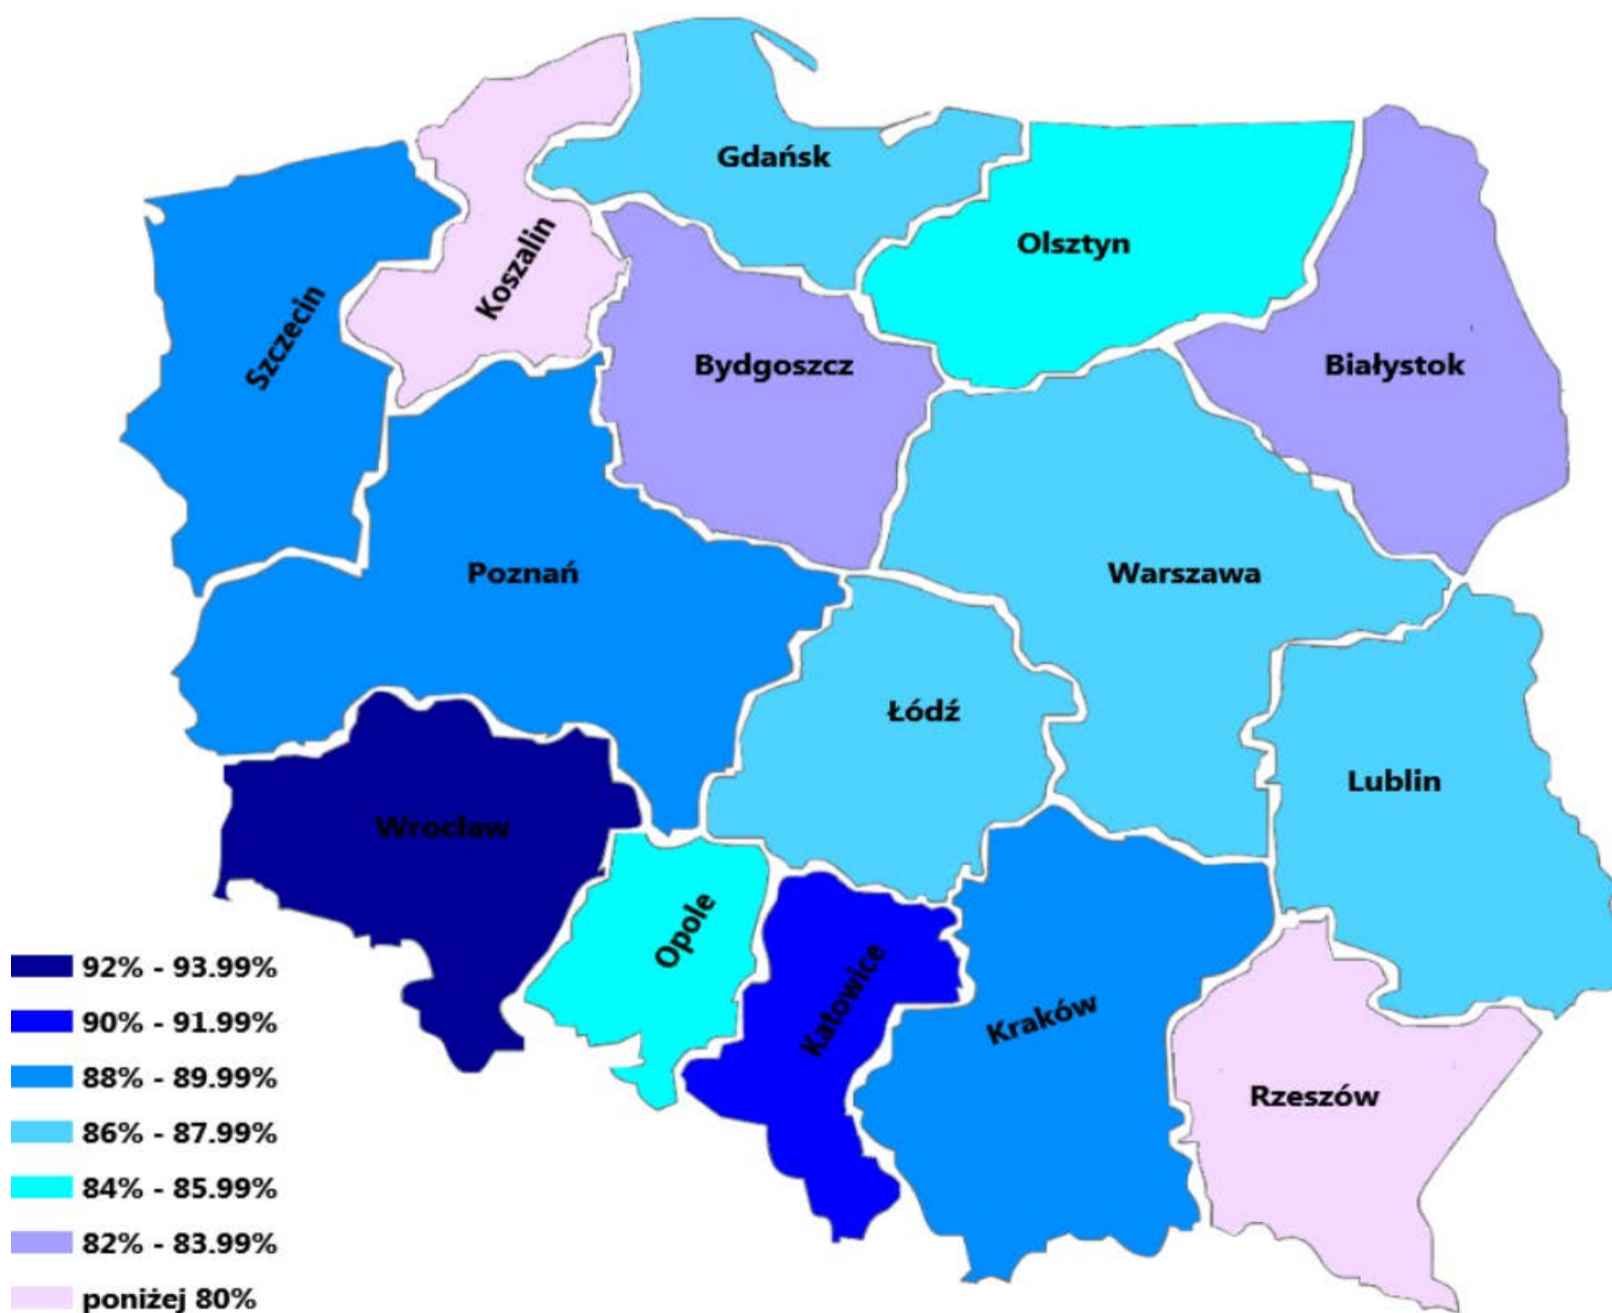 Gdańsk
Koszalin
Olsztyn
Szczecin
Bydgoszcz
Białystok
Poznań
Warszawa
Łódź
Lublin
Wrocław
Opole
Katowice
Kraków
Rzeszów
92% - 93.99%
90% - 91.99%
88% - 89.99%
86% - 87.99%
84% - 85.99%
82% - 83.99%
poniżej 80%